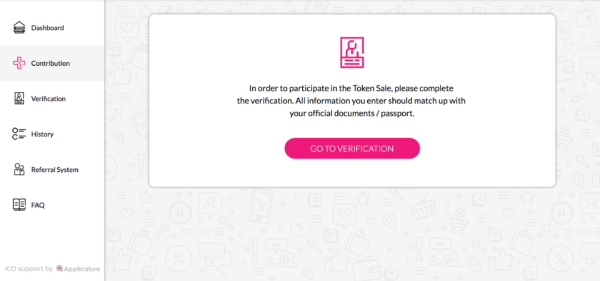 Dashboard
Contribution
Verification
History
Referral System
FAQ
ICO support by Applicature
In order to participate in the Token Sale, please complete
the verification. All information you enter should match up with
your official documents / passport.
GO TO VERIFICATION